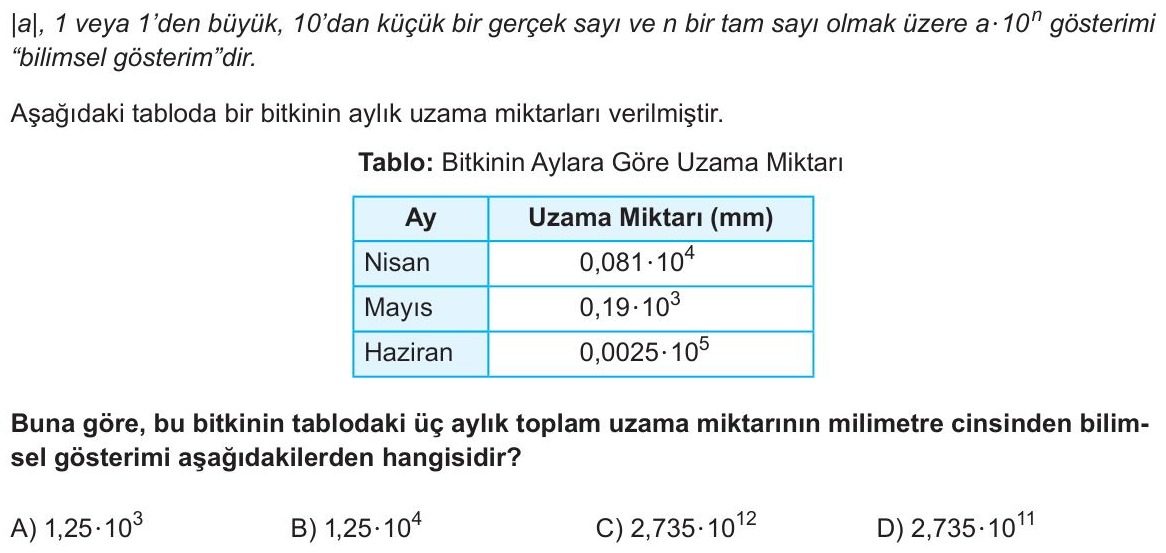 |a|, 1 veya 1’den büyük, 10’dan küçük bir gerçek sayı ve n bir tam sayı olmak üzere a·10ⁿ gösterimi
“bilimsel gösterim”dir.
Aşağıdaki tabloda bir bitkinin aylık uzama miktarları verilmiştir.
Tablo: Bitkinin Aylara Göre Uzama Miktarı
Ay Uzama Miktarı (mm)
Nisan 0,081·10⁴
Mayıs 0,19·10³
Haziran 0,0025·10⁵
Buna göre, bu bitkinin tablodaki üç aylık toplam uzama miktarının milimetre cinsinden bilim-
sel gösterimi aşağıdakilerden hangisidir?
A) 1,25·10³ B) 1,25·10⁴ C) 2,735·10¹² D) 2,735·10¹¹